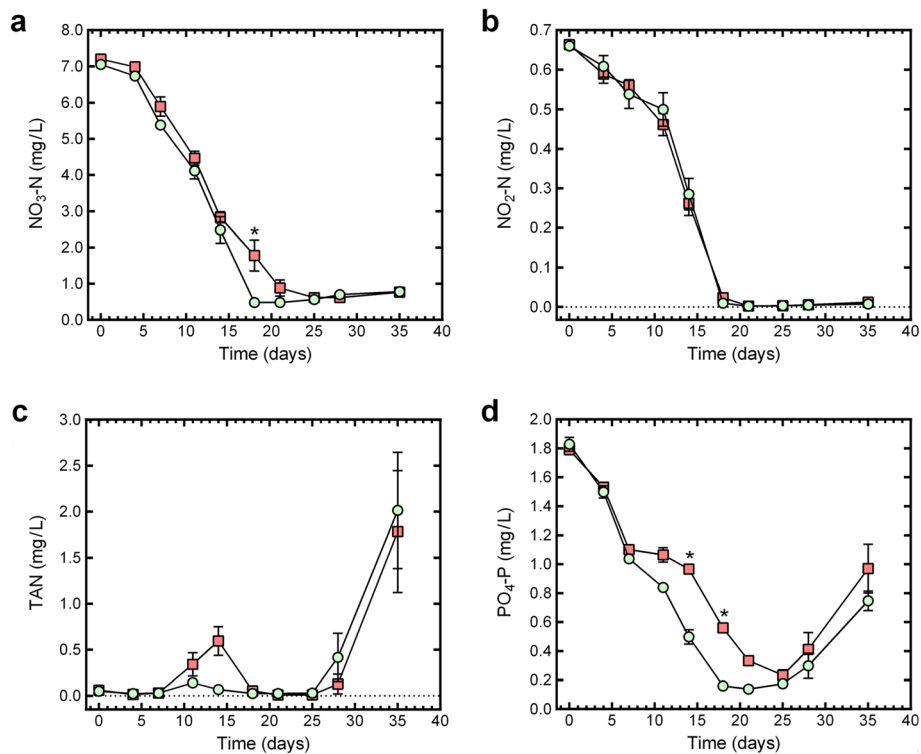 a
8.0
7.0
6.0
5.0
4.0
3.0
2.0
1.0
0.0
NO₃-N (mg/L)
*
0 5 10 15 20 25 30 35 40
Time (days)
b
0.7
0.6
0.5
0.4
0.3
0.2
0.1
0.0
NO₂-N (mg/L)
0 5 10 15 20 25 30 35 40
Time (days)
c
3.0
2.5
2.0
1.5
1.0
0.5
0.0
TAN (mg/L)
0 5 10 15 20 25 30 35 40
Time (days)
d
2.0
1.8
1.6
1.4
1.2
1.0
0.8
0.6
0.4
0.2
0.0
PO₄-P (mg/L)
*
*
0 5 10 15 20 25 30 35 40
Time (days)